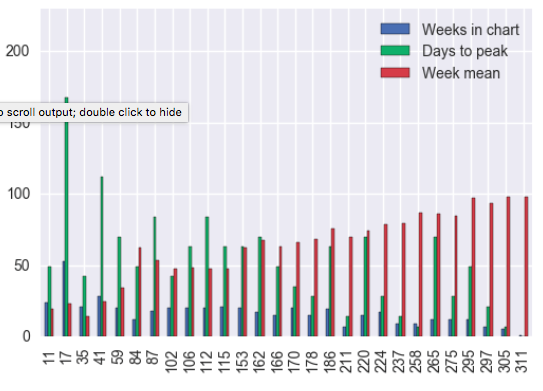 200
Weeks in chart
Days to peak
Week mean
o scroll output; double click to hide
150
100
50
0
11 17 35 41 59 84 87 102 106 112 115 153 162 166 170 178 186 211 220 224 237 258 265 275 295 297 305 311